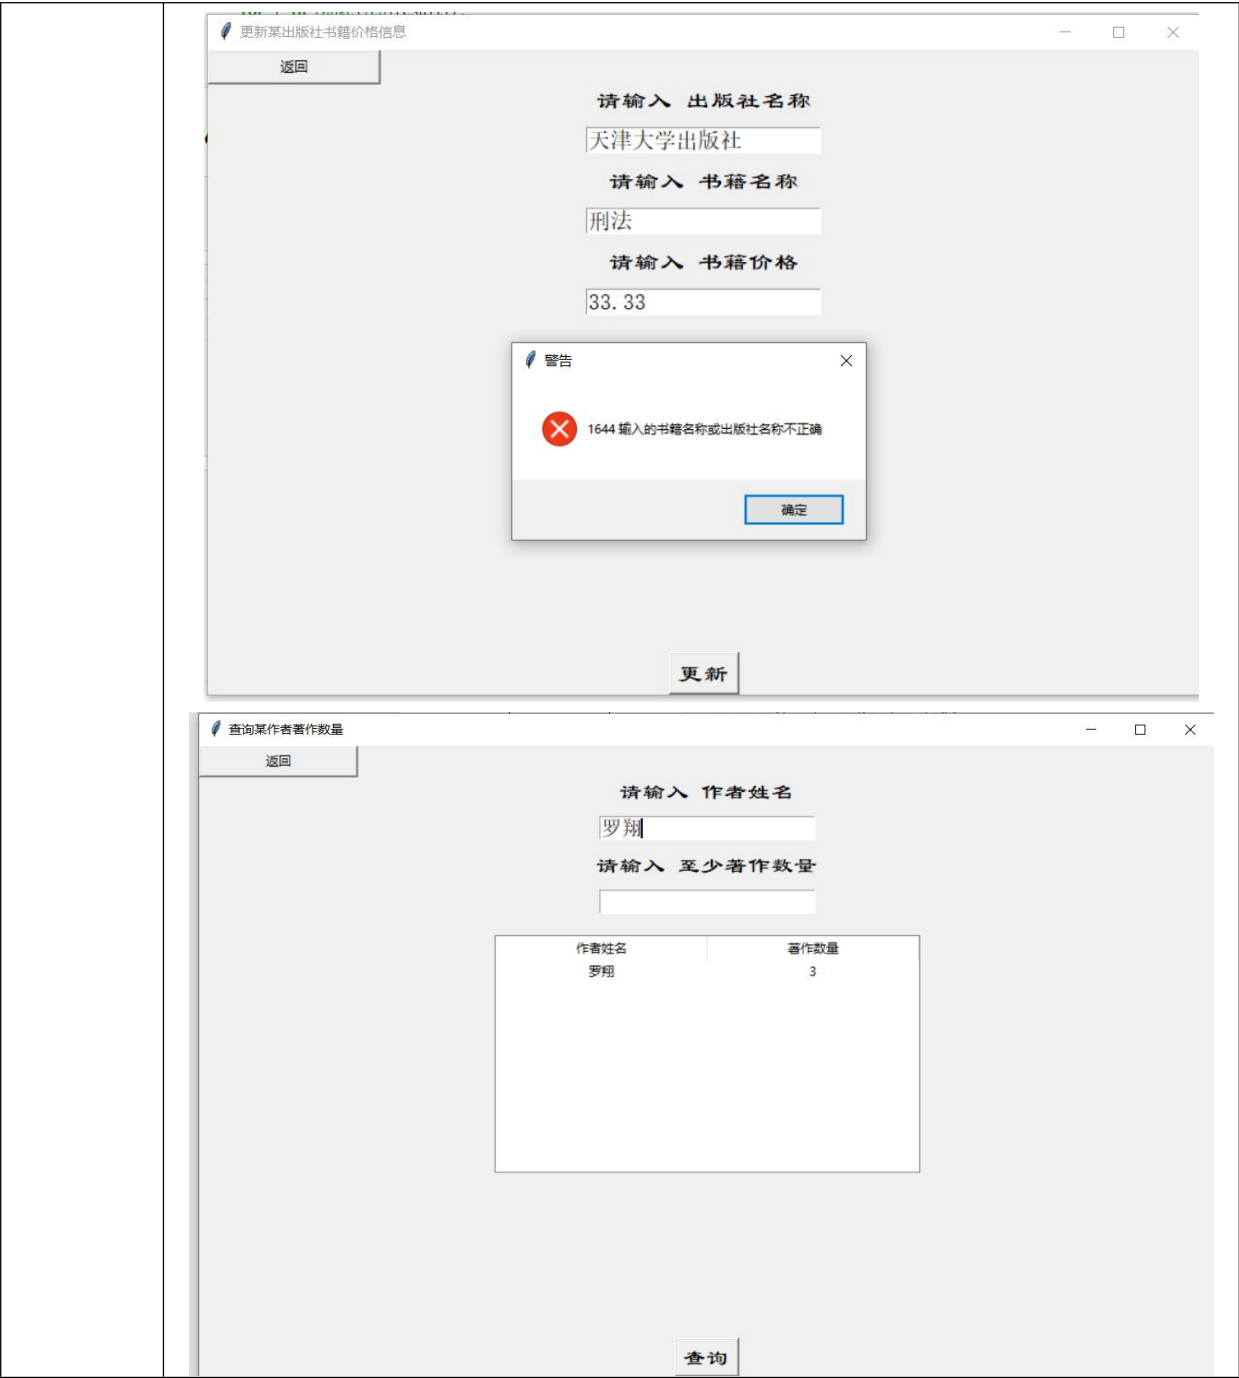 更新某出版社书籍价格信息
返回
请输入 出版社名称
天津大学出版社
请输入 书籍名称
刑法
请输入 书籍价格
33.33
警告
1644 输入的书籍名称或出版社名称不正确
确定
更新
查询某作者著作数量
返回
请输入 作者姓名
罗翔
请输入 至少著作数量
作者姓名 著作数量
罗翔 3
查询